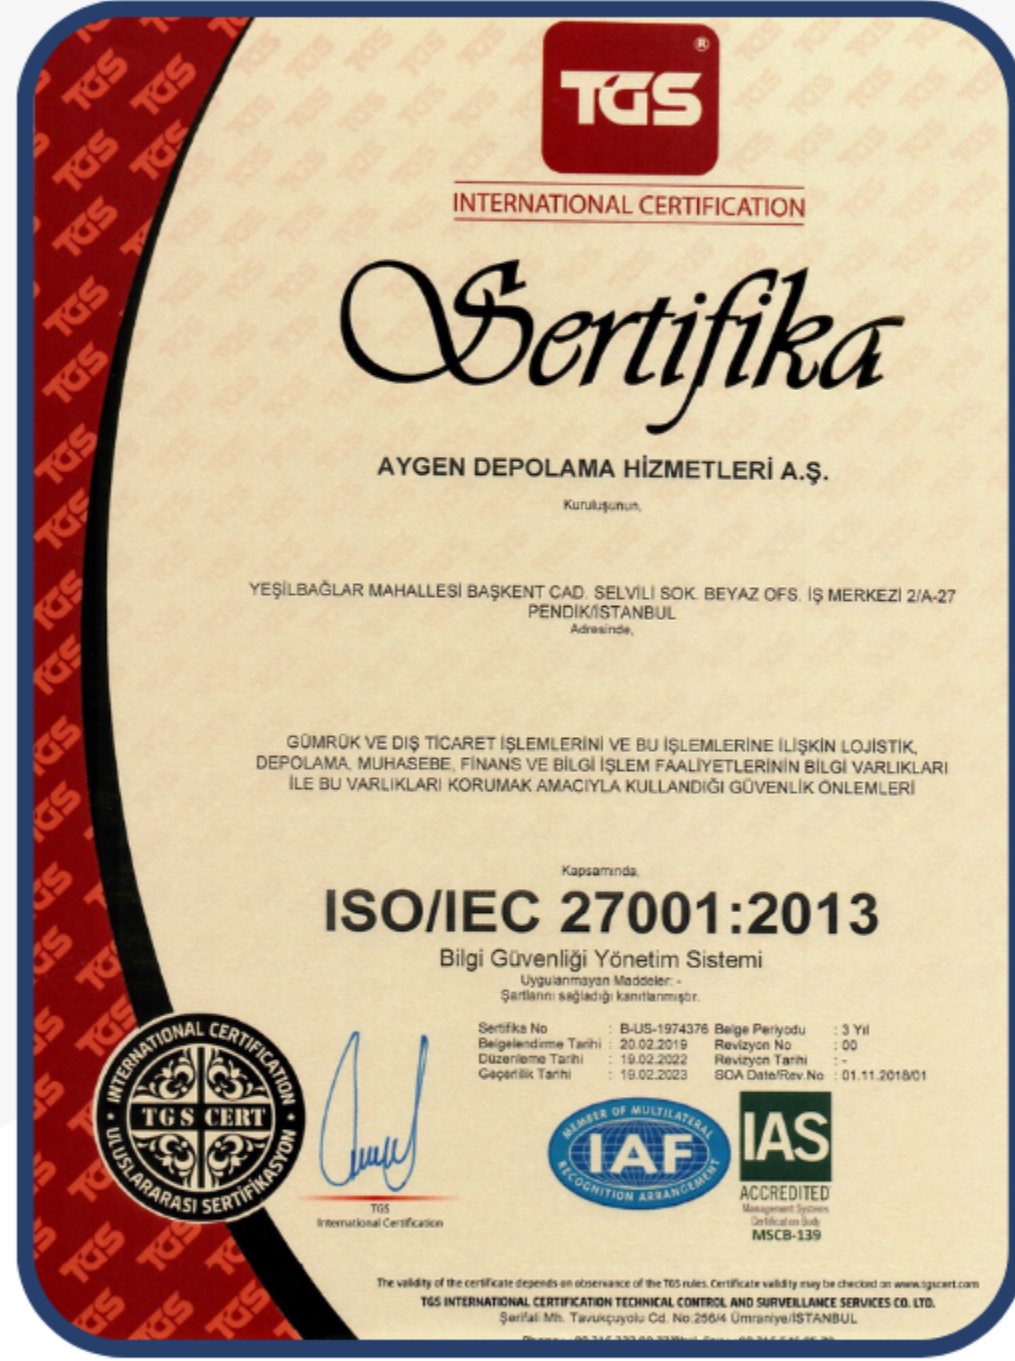 TGS
®
INTERNATIONAL CERTIFICATION
Sertifika
AYGEN DEPOLAMA HİZMETLERİ A.Ş.
Kuruluşunun,
YEŞİLBAĞLAR MAHALLESİ BAŞKENT CAD. SELVİLİ SOK. BEYAZ OFS. İŞ MERKEZİ 2/A-27
PENDİK/İSTANBUL
Adresinde,
GÜMRÜK VE DIŞ TİCARET İŞLEMLERİNİ VE BU İŞLEMLERİNE İLİŞKİN LOJİSTİK,
DEPOLAMA, MUHASEBE, FİNANS VE BİLGİ İŞLEM FAALİYETLERİNİN BİLGİ VARLIKLARI
İLE BU VARLIKLARI KORUMAK AMACIYLA KULLANDIĞI GÜVENLİK ÖNLEMLERİ
Kapsamında,
ISO/IEC 27001:2013
Bilgi Güvenliği Yönetim Sistemi
Uygulanmayan Maddeler: -
Şartlarını sağladığı kanıtlanmıştır.
Sertifika No : B-US-1974376 Belge Periyodu : 3 Yıl
Belgelendirme Tarihi : 20.02.2019 Revizyon No : 00
Düzenleme Tarihi : 19.02.2022 Revizyon Tarihi : -
Geçerlilik Tarihi : 19.02.2023 SOA Date/Rev.No : 01.11.2018/01
INTERNATIONAL CERTIFICATION
TGS CERT
ULUSLARARASI SERTİFİKASYON
TGS
International Certification
MEMBER OF MULTILATERAL
IAF
RECOGNITION ARRANGEMENT
IAS
ACCREDITED
Management Systems
Certification Body
MSCB-139
The validity of the certificate depends on observance of the TGS rules. Certificate validity may be checked on www.tgscert.com
TGS INTERNATIONAL CERTIFICATION TECHNICAL CONTROL AND SURVEILLANCE SERVICES CO. LTD.
Şerifali Mh. Tavukçuyolu Cd. No:256/4 Ümraniye/İSTANBUL